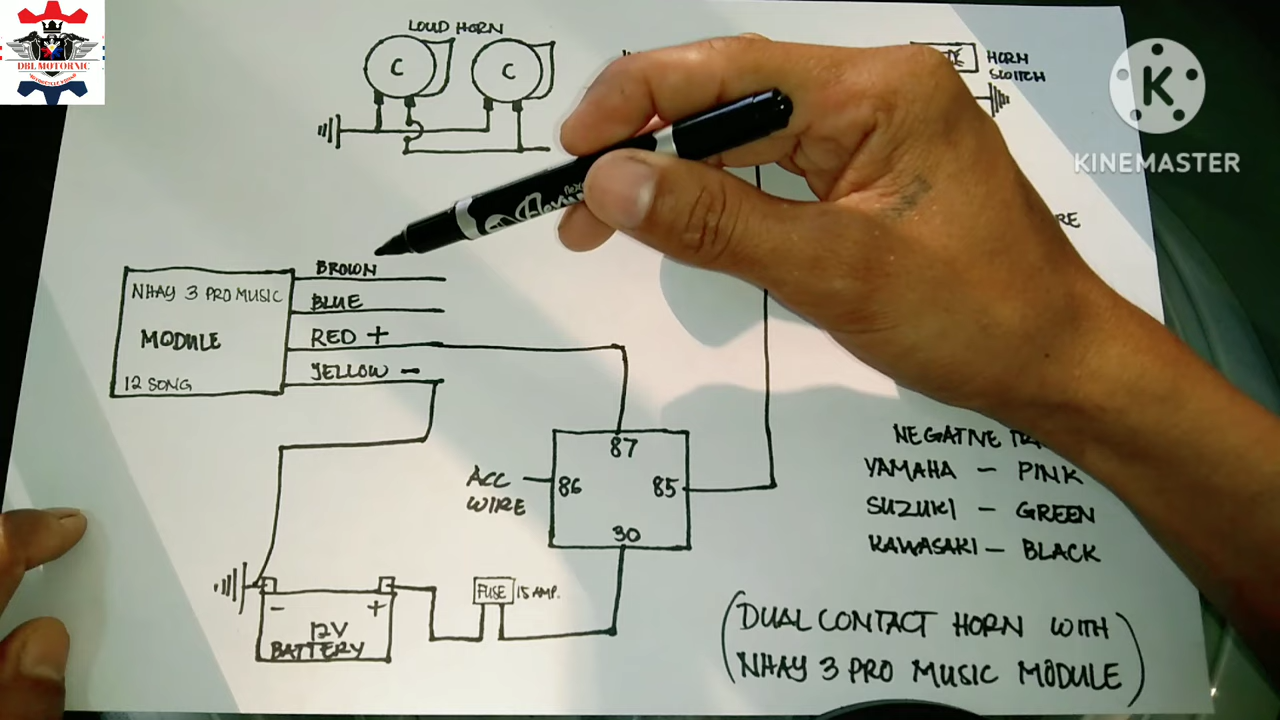 DBL MOTORNIC
LOUD HORN
C
C
HORN
SWITCH
KINEMASTER
K
BROWN
NHAY 3 PRO MUSIC
MODULE
12 SONG
BLUE
RED +
YELLOW -
87
ACC
WIRE
86
85
30
FUSE
15 AMP.
-
+
12V
BATTERY
NEGATIVE
YAMAHA - PINK
SUZUKI - GREEN
KAWASAKI - BLACK
(DUAL CONTACT HORN WITH
NHAY 3 PRO MUSIC MODULE)